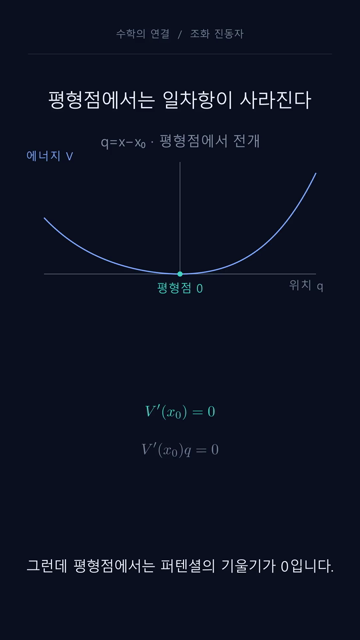 수학의 연결 / 조화 진동자
평형점에서는 일차항이 사라진다
q=x−x₀ · 평형점에서 전개
에너지 V
평형점 0
위치 q
V′(x₀) = 0
V′(x₀)q = 0
그런데 평형점에서는 퍼텐셜의 기울기가 0입니다.